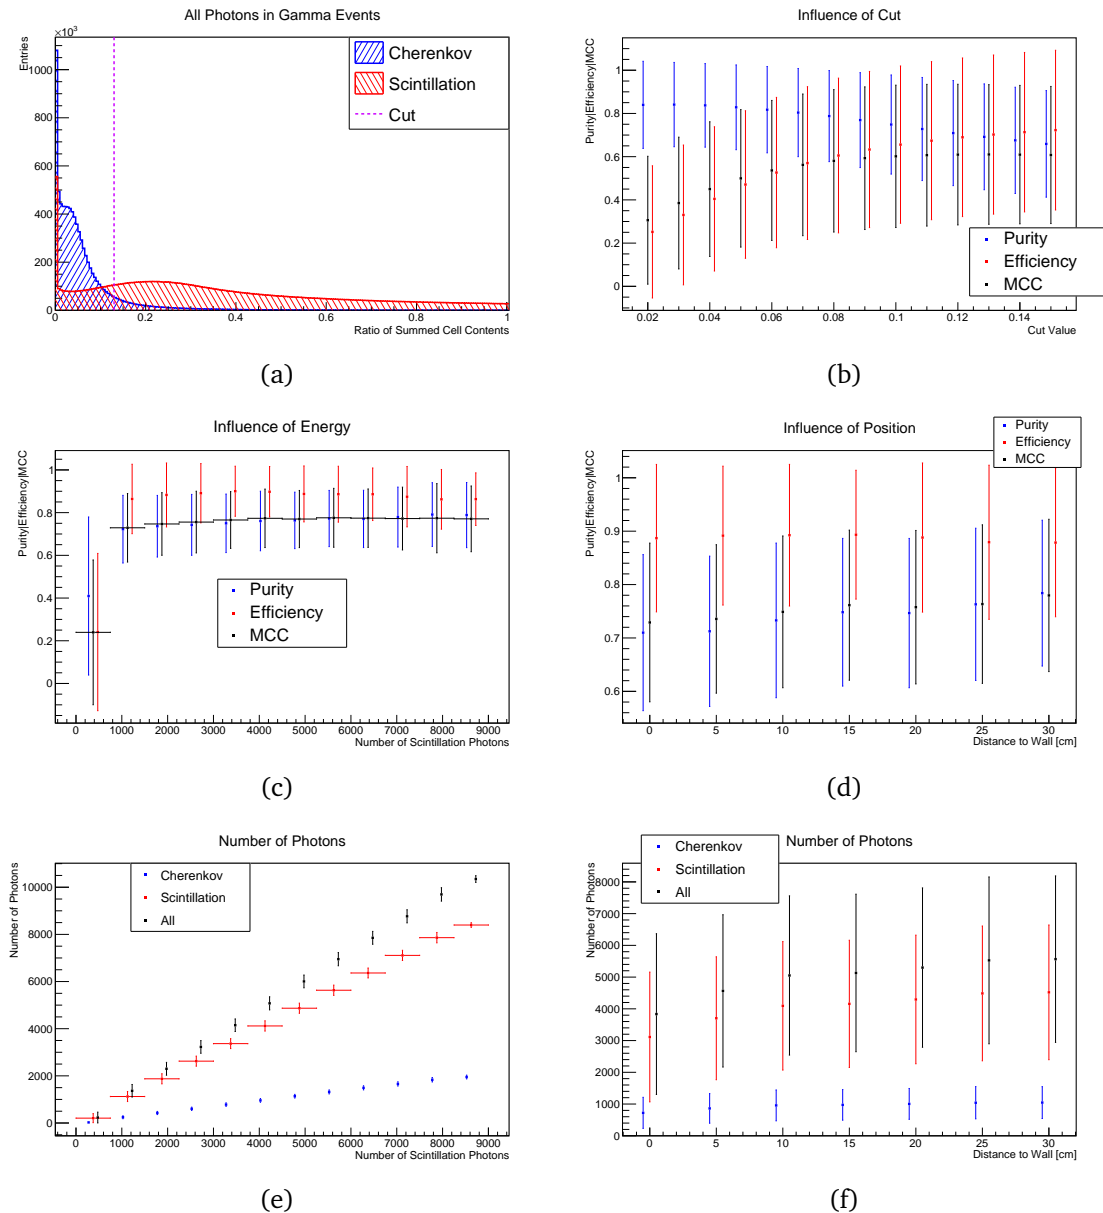 All Photons in Gamma Events
×10³
Entries
1000
800
600
400
200
0
0 0.2 0.4 0.6 0.8 1
Ratio of Summed Cell Contents
Cherenkov
Scintillation
Cut
(a)
Influence of Cut
Purity|Efficiency|MCC
1
0.8
0.6
0.4
0.2
0
0.02 0.04 0.06 0.08 0.1 0.12 0.14
Cut Value
Purity
Efficiency
MCC
(b)
Influence of Energy
Purity|Efficiency|MCC
1
0.8
0.6
0.4
0.2
0
0 1000 2000 3000 4000 5000 6000 7000 8000 9000
Number of Scintillation Photons
Purity
Efficiency
MCC
(c)
Influence of Position
Purity|Efficiency|MCC
1
0.9
0.8
0.7
0.6
0 5 10 15 20 25 30
Distance to Wall [cm]
Purity
Efficiency
MCC
(d)
Number of Photons
Number of Photons
10000
8000
6000
4000
2000
0
0 1000 2000 3000 4000 5000 6000 7000 8000 9000
Number of Scintillation Photons
Cherenkov
Scintillation
All
(e)
Number of Photons
Number of Photons
8000
7000
6000
5000
4000
3000
2000
1000
0
0 5 10 15 20 25 30
Distance to Wall [cm]
Cherenkov
Scintillation
All
(f)